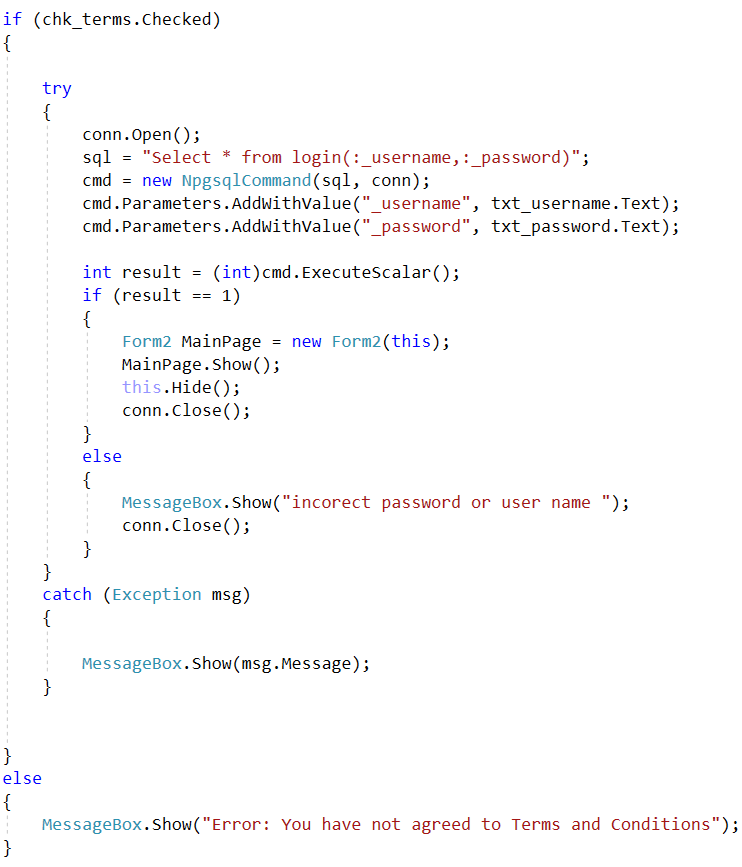 if (chk_terms.Checked)
{
try
{
conn.Open();
sql = "Select * from login(:_username,:_password)";
cmd = new NpgsqlCommand(sql, conn);
cmd.Parameters.AddWithValue("_username", txt_username.Text);
cmd.Parameters.AddWithValue("_password", txt_password.Text);
int result = (int)cmd.ExecuteScalar();
if (result == 1)
{
Form2 MainPage = new Form2(this);
MainPage.Show();
this.Hide();
conn.Close();
}
else
{
MessageBox.Show("incorect password or user name ");
conn.Close();
}
}
catch (Exception msg)
{
MessageBox.Show(msg.Message);
}
}
else
{
MessageBox.Show("Error: You have not agreed to Terms and Conditions");
}